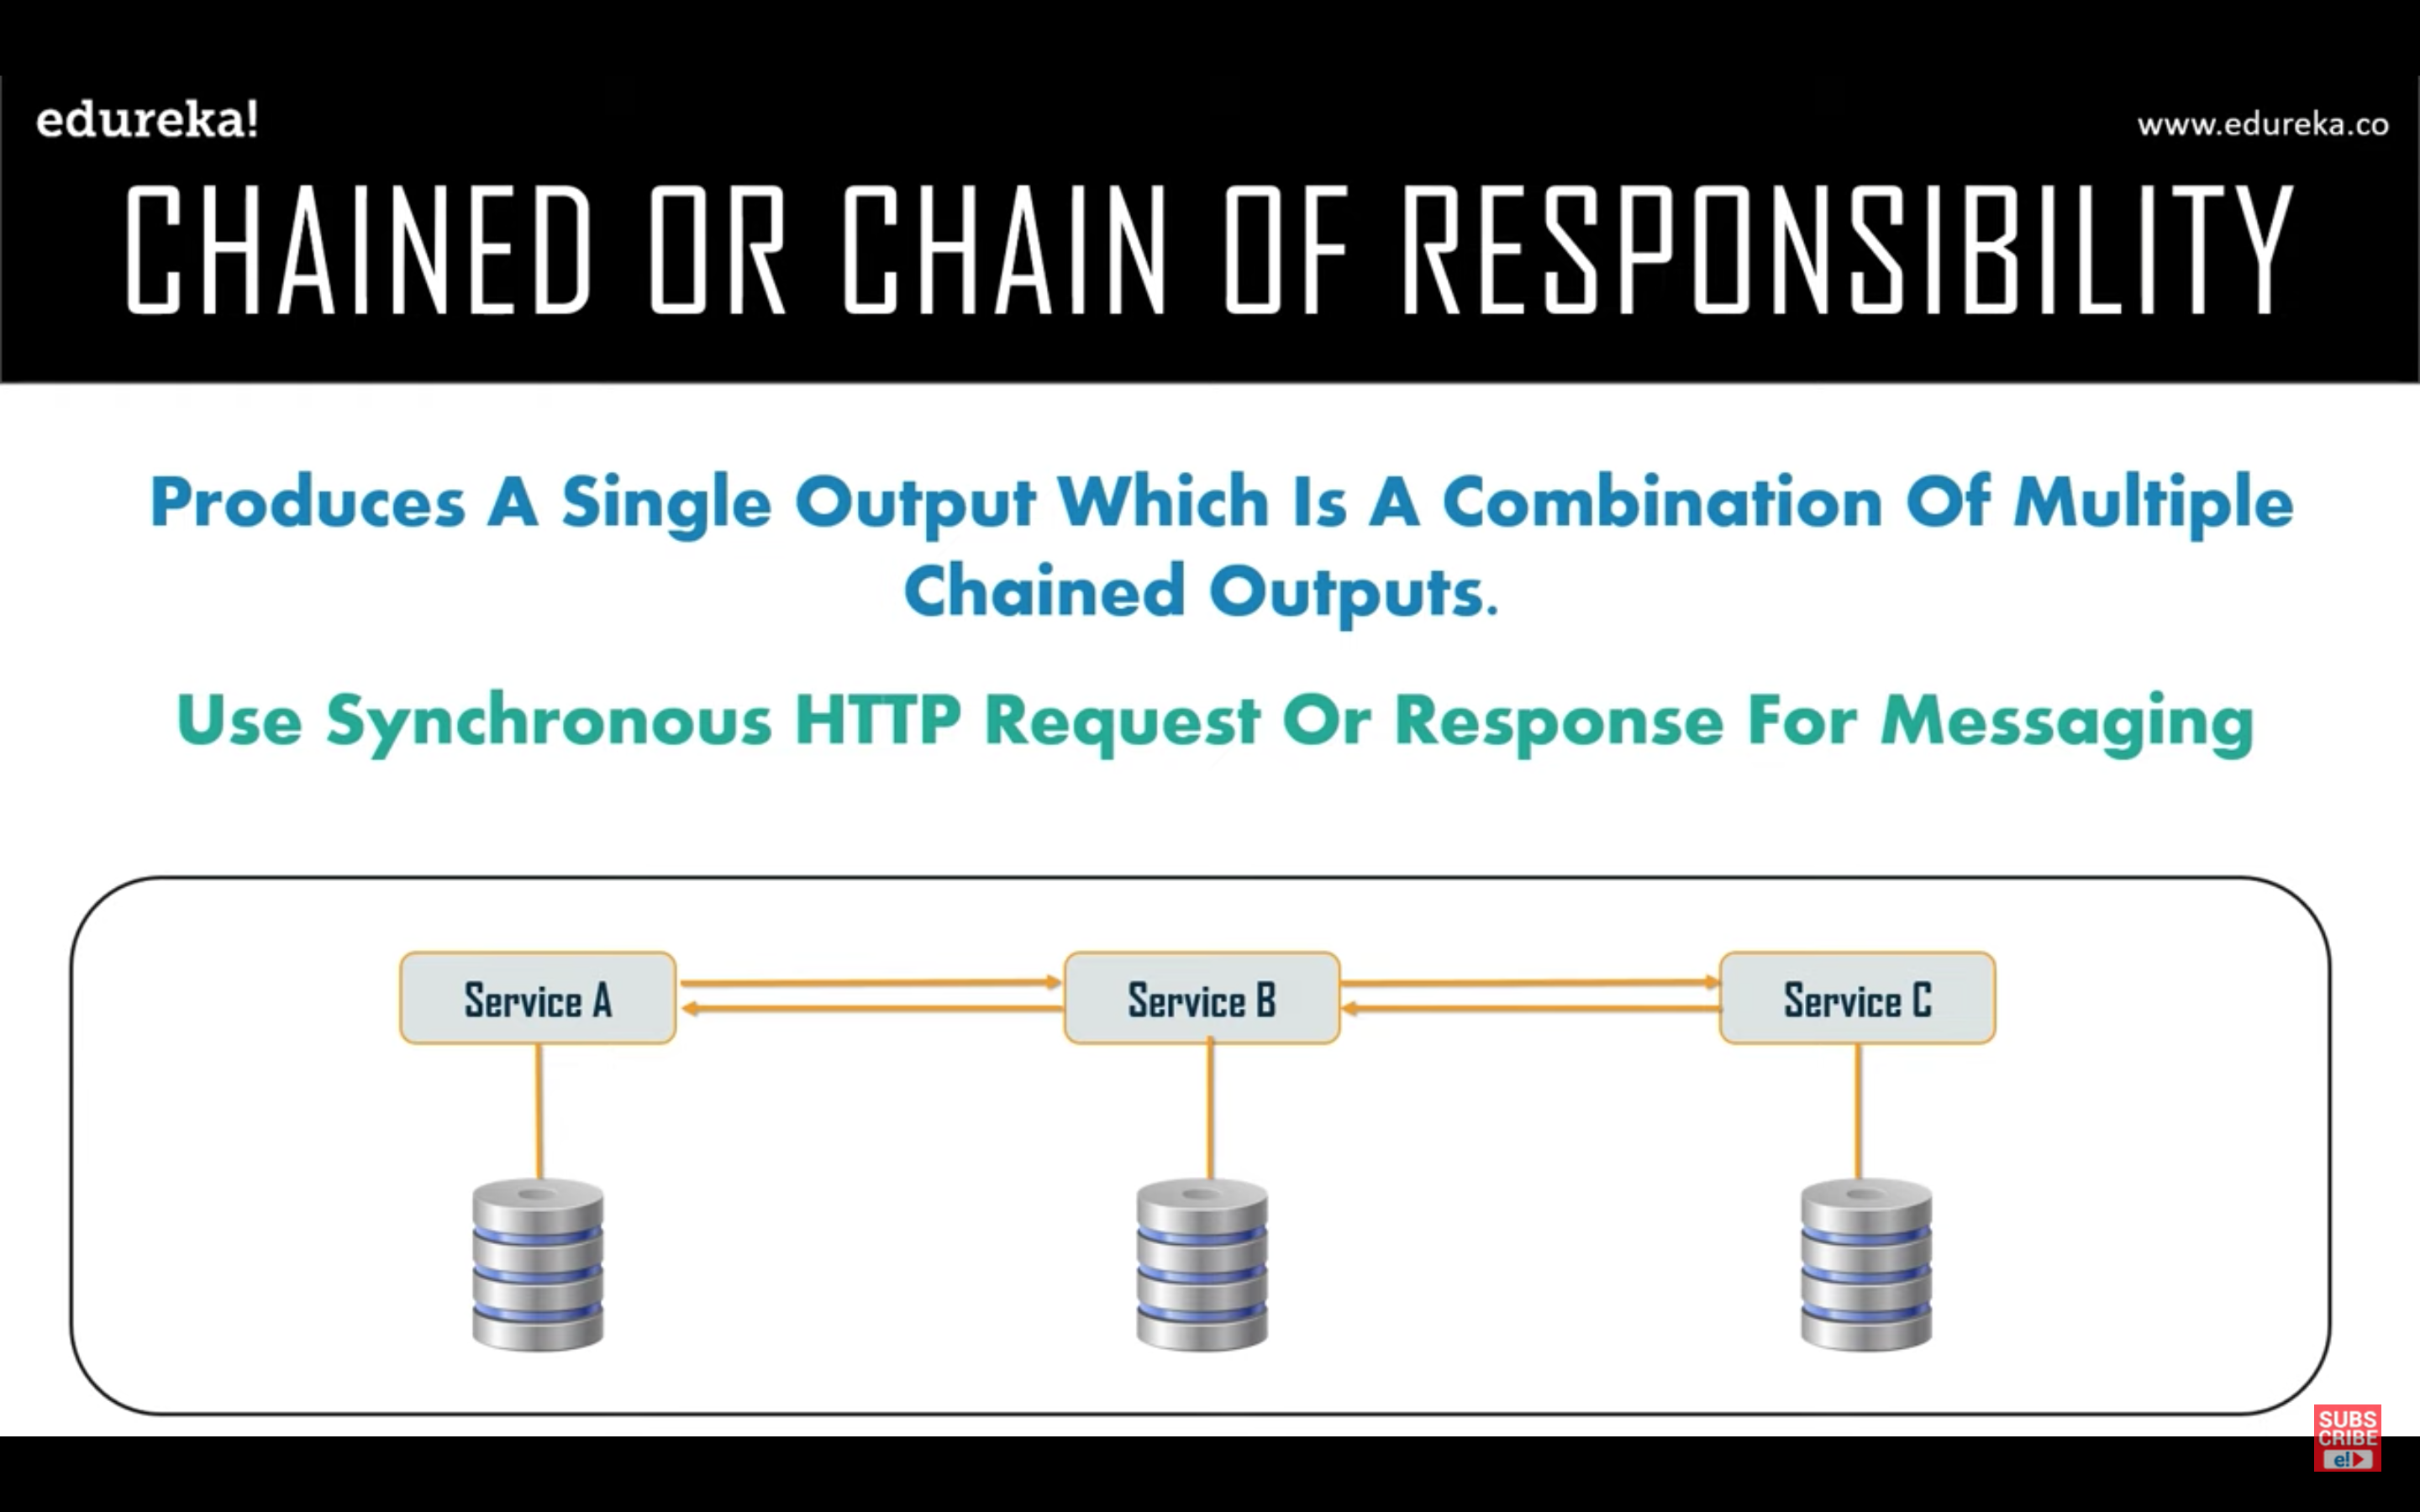 edureka!
www.edureka.co
CHAINED OR CHAIN OF RESPONSIBILITY
Produces A Single Output Which Is A Combination Of Multiple
Chained Outputs.
Use Synchronous HTTP Request Or Response For Messaging
Service A
Service B
Service C
SUBS
CRIBE
e!